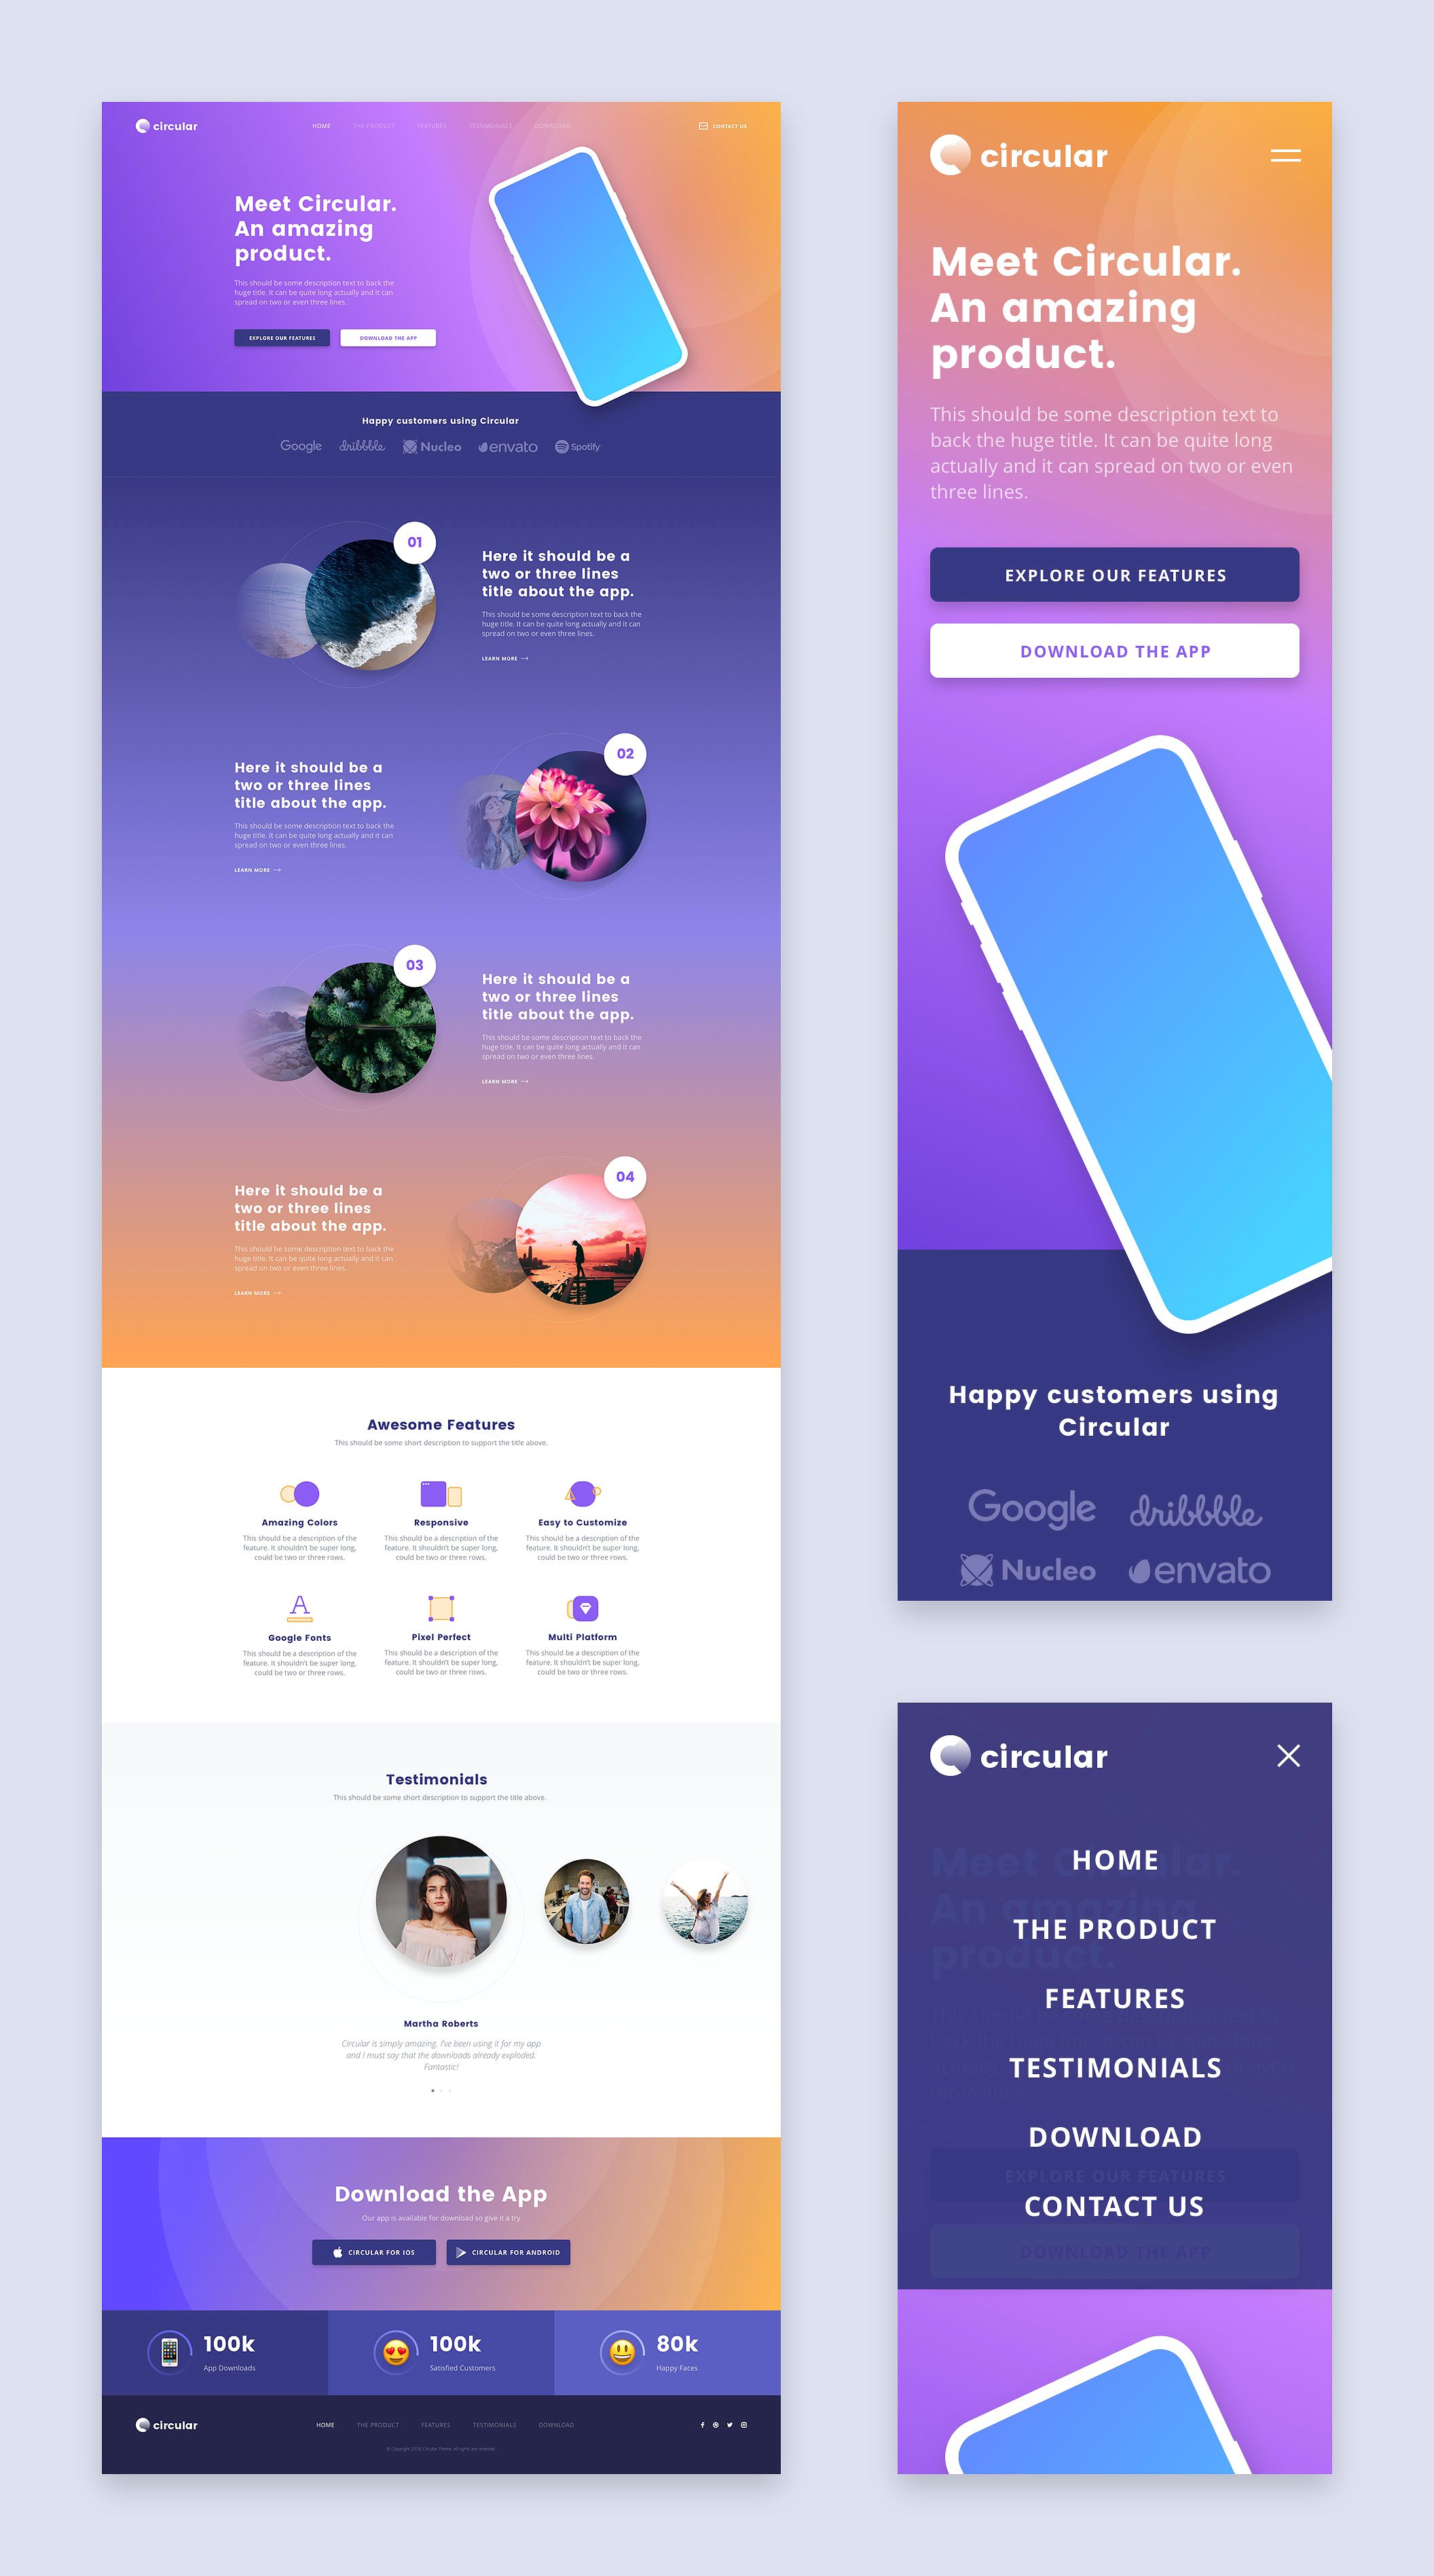 circular
HOME THE PRODUCT FEATURES TESTIMONIALS DOWNLOAD
CONTACT US
Meet Circular.
An amazing
product.
This should be some description text to back the
huge title. It can be quite long actually and it can
spread on two or even three lines.
EXPLORE OUR FEATURES
DOWNLOAD THE APP
Happy customers using Circular
Google dribbble Nucleo envato Spotify
01
Here it should be a
two or three lines
title about the app.
This should be some description text to back the
huge title. It can be quite long actually and it can
spread on two or even three lines.
LEARN MORE
Here it should be a
two or three lines
title about the app.
This should be some description text to back the
huge title. It can be quite long actually and it can
spread on two or even three lines.
LEARN MORE
02
03
Here it should be a
two or three lines
title about the app.
This should be some description text to back the
huge title. It can be quite long actually and it can
spread on two or even three lines.
LEARN MORE
Here it should be a
two or three lines
title about the app.
This should be some description text to back the
huge title. It can be quite long actually and it can
spread on two or even three lines.
LEARN MORE
04
Awesome Features
This should be some short description to support the title above.
Amazing Colors
This should be a description of the
feature. It shouldn't be super long,
could be two or three rows.
Responsive
This should be a description of the
feature. It shouldn't be super long,
could be two or three rows.
Easy to Customize
This should be a description of the
feature. It shouldn't be super long,
could be two or three rows.
Google Fonts
This should be a description of the
feature. It shouldn't be super long,
could be two or three rows.
Pixel Perfect
This should be a description of the
feature. It shouldn't be super long,
could be two or three rows.
Multi Platform
This should be a description of the
feature. It shouldn't be super long,
could be two or three rows.
Testimonials
This should be some short description to support the title above.
Martha Roberts
Circular is simply amazing. I've been using it for my app
and I must say that the downloads already exploded.
Fantastic!
Download the App
Our app is available for download so give it a try
CIRCULAR FOR IOS
CIRCULAR FOR ANDROID
100k
App Downloads
100k
Satisfied Customers
80k
Happy Faces
circular
HOME THE PRODUCT FEATURES TESTIMONIALS DOWNLOAD
© Copyright 2018. Circular Theme. All rights are reserved.
circular
Meet Circular.
An amazing
product.
This should be some description text to
back the huge title. It can be quite long
actually and it can spread on two or even
three lines.
EXPLORE OUR FEATURES
DOWNLOAD THE APP
Happy customers using
Circular
Google dribbble
Nucleo envato
circular
HOME
THE PRODUCT
FEATURES
TESTIMONIALS
DOWNLOAD
EXPLORE OUR FEATURES
CONTACT US
DOWNLOAD THE APP